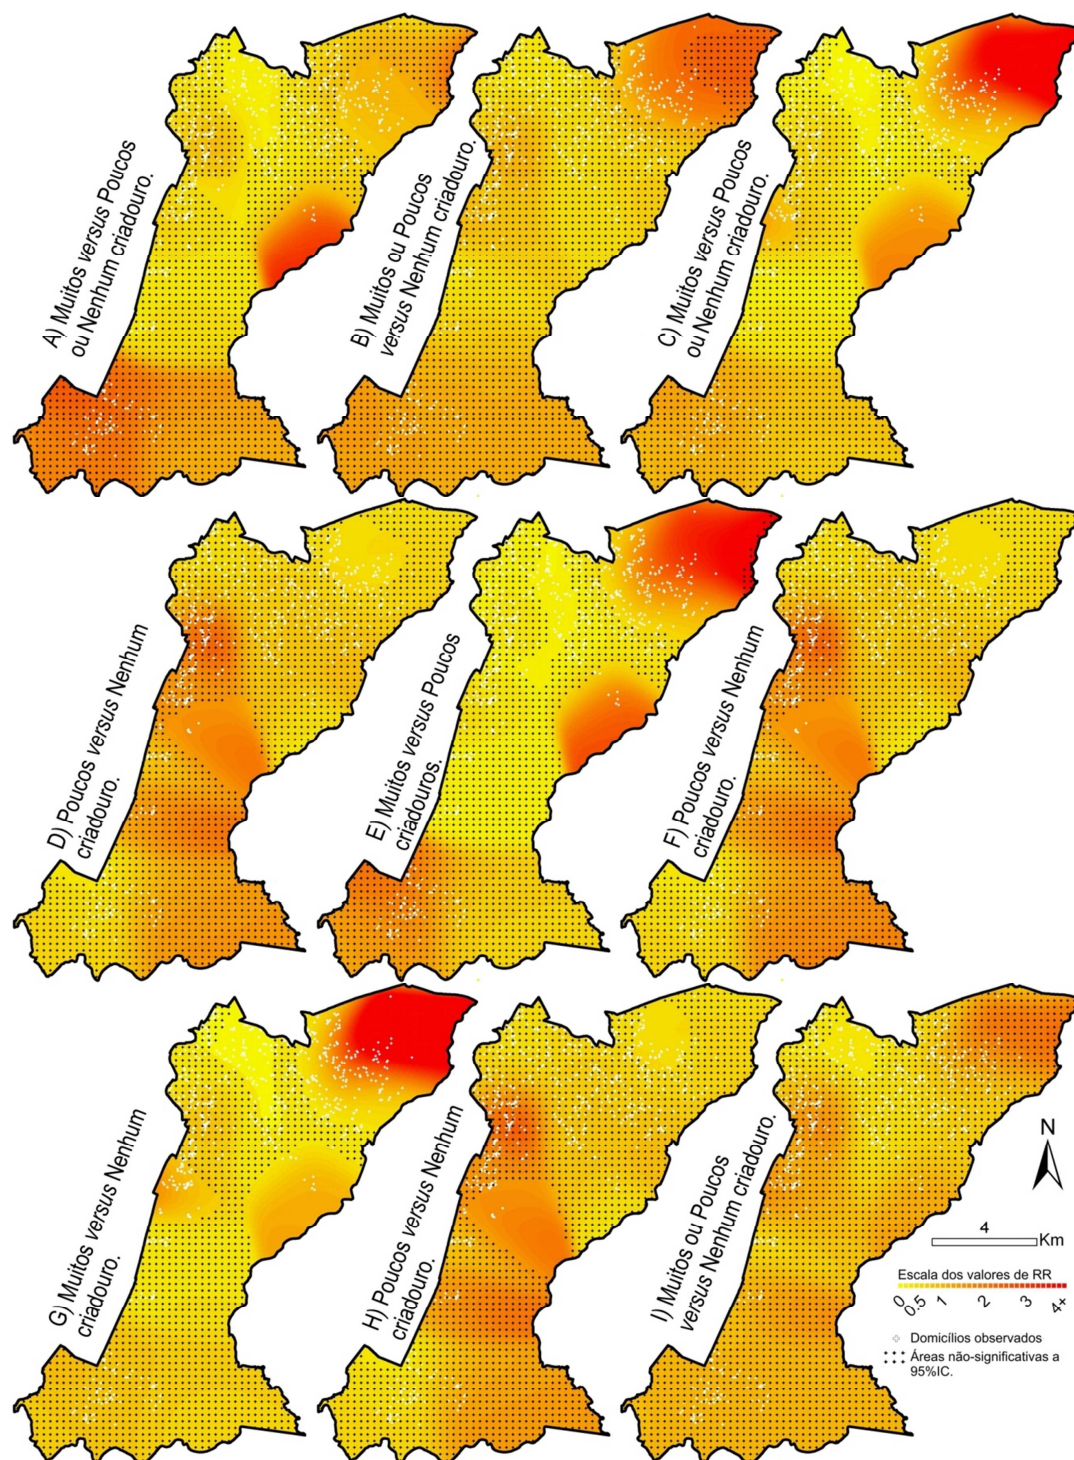 A) Muitos versus Poucos
ou Nenhum criadouro.
B) Muitos ou Poucos
versus Nenhum criadouro.
C) Muitos versus Poucos
ou Nenhum criadouro.
D) Poucos versus Nenhum
criadouro.
E) Muitos versus Poucos
criadouros.
F) Poucos versus Nenhum
criadouro.
G) Muitos versus Nenhum
criadouro.
H) Poucos versus Nenhum
criadouro.
I) Muitos ou Poucos
versus Nenhum criadouro.
N
4
Km
Escala dos valores de RR
0 0.5 1 2 3 4+
Domicílios observados
Áreas não-significativas a
95%IC.